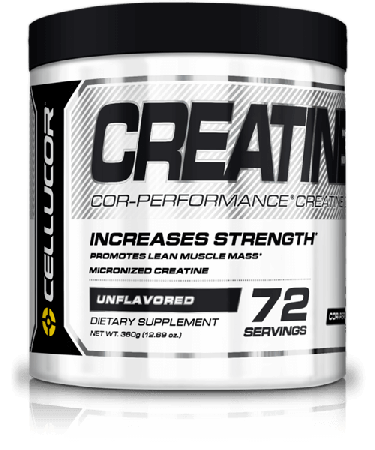 CELLUCOR
CREATINE
COR-PERFORMANCE® CREATINE
INCREASES STRENGTH*
PROMOTES LEAN MUSCLE MASS*
MICRONIZED CREATINE
UNFLAVORED
DIETARY SUPPLEMENT
NET WT. 360g (12.69 oz.)
72
SERVINGS